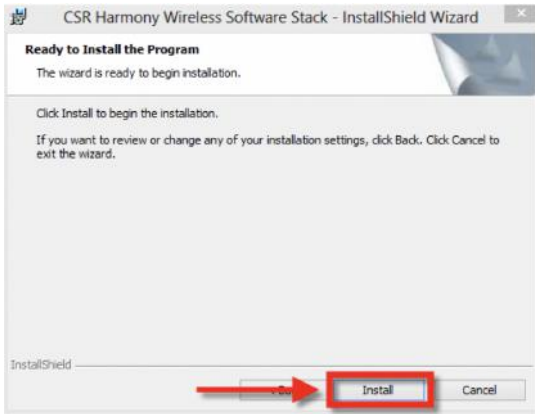 CSR Harmony Wireless Software Stack - InstallShield Wizard
Ready to Install the Program
The wizard is ready to begin installation.
Click Install to begin the installation.
If you want to review or change any of your installation settings, click Back. Click Cancel to
exit the wizard.
InstallShield
Install Cancel